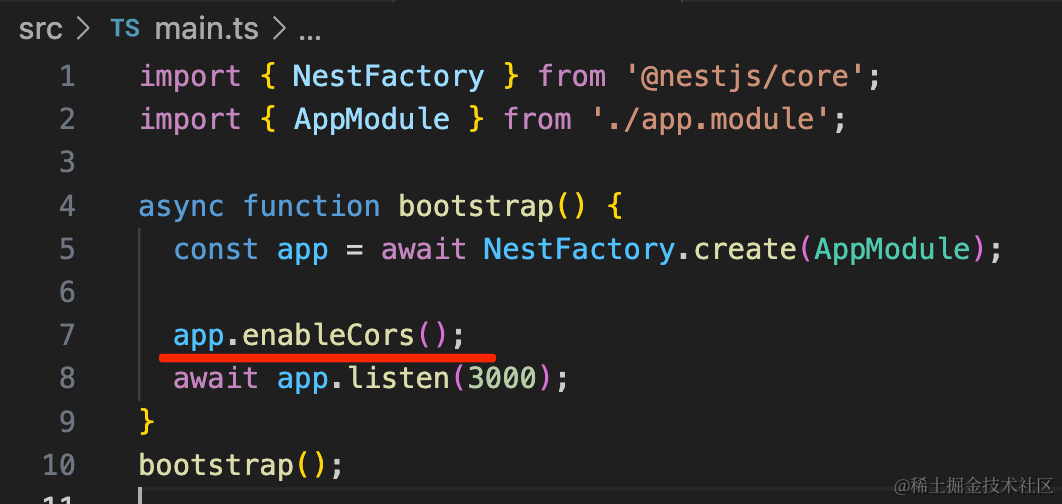 src > TS main.ts > ...
1 import { NestFactory } from '@nestjs/core';
2 import { AppModule } from './app.module';
3
4 async function bootstrap() {
5   const app = await NestFactory.create(AppModule);
6
7   app.enableCors();
8   await app.listen(3000);
9 }
10 bootstrap();
11
@稀土掘金技术社区